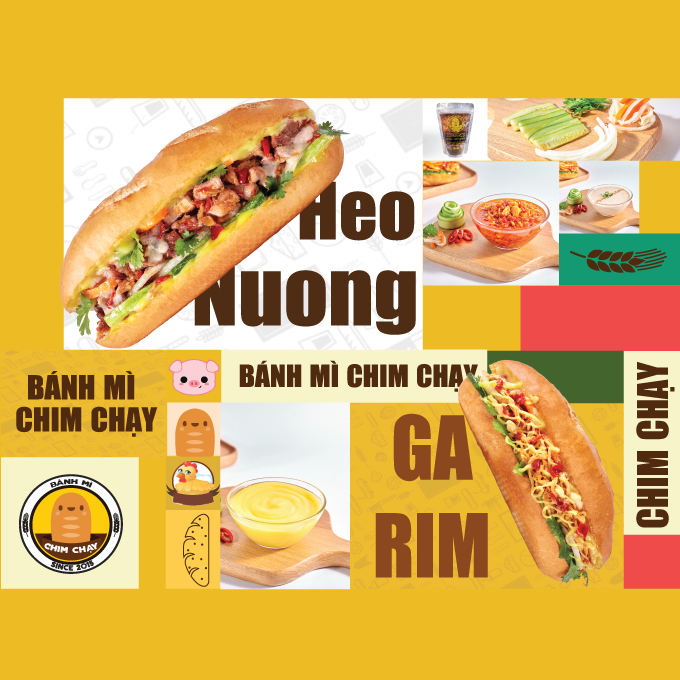 Heo
Nuong
BÁNH MÌ
CHIM CHẠY
BÁNH MÌ CHIM CHẠY
CHIM CHẠY
GA
RIM
BÁNH MÌ
CHIM CHAY
SINCE 2018